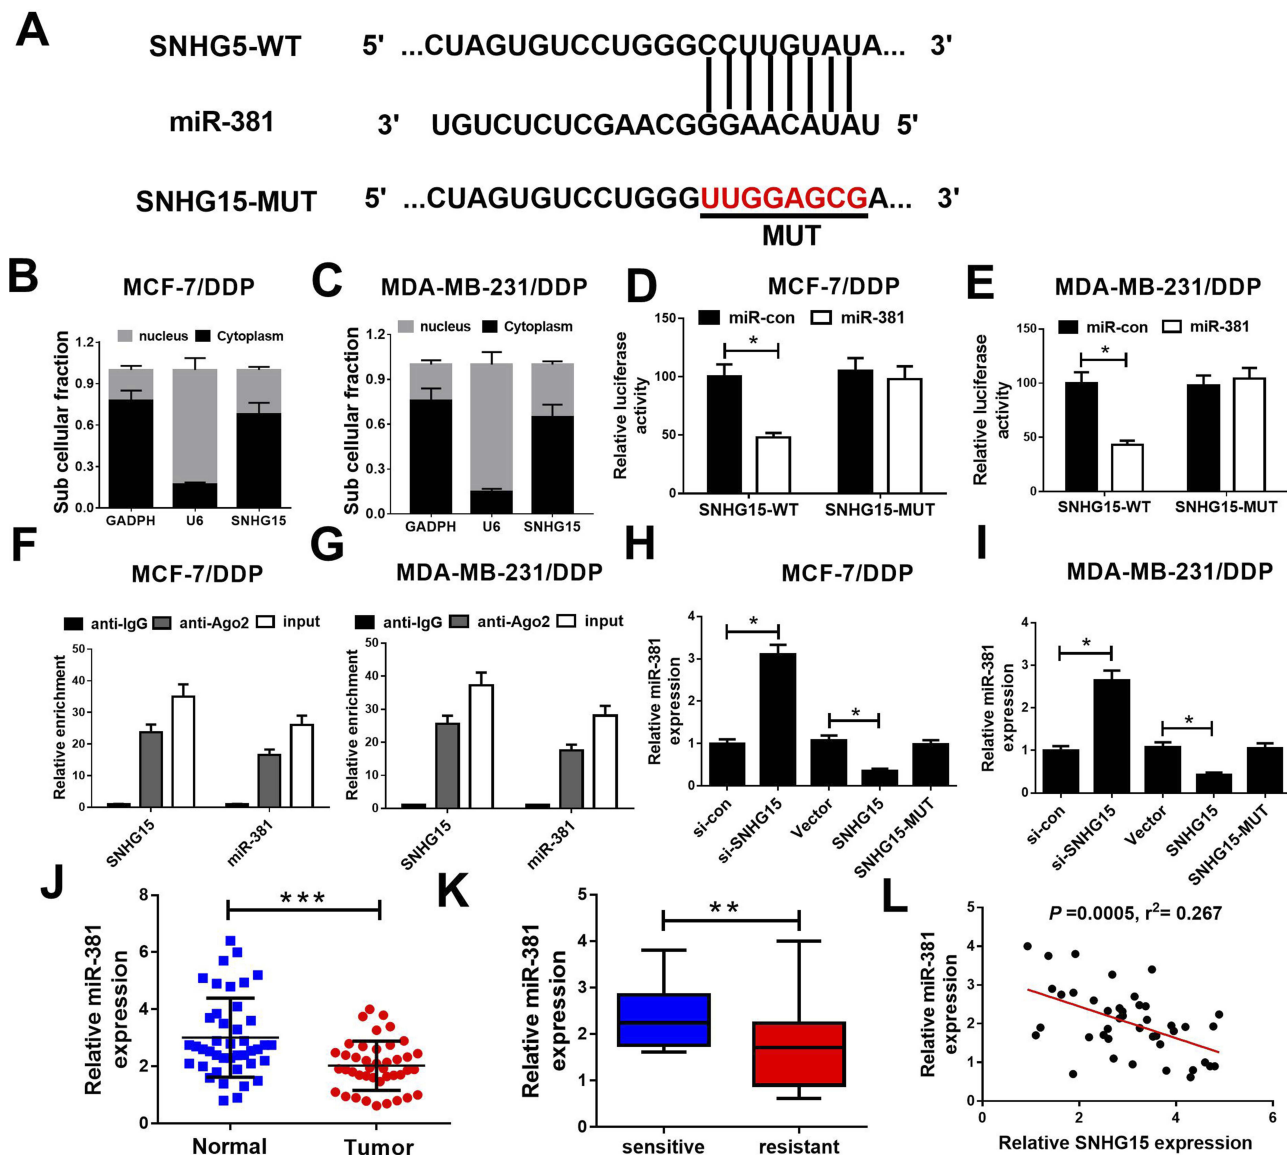 A
SNHG5-WT 5' ...CUAGUGUCCUGGGCCUUGUAUA... 3'
miR-381 3' UGUCUCUCGAACGGGAACAUAU 5'
SNHG15-MUT 5' ...CUAGUGUCCUGGGUUGGAGCGA... 3'
MUT
B
MCF-7/DDP
nucleus Cytoplasm
Sub cellular fraction
1.2
0.9
0.6
0.3
0.0
GADPH U6 SNHG15
C
MDA-MB-231/DDP
nucleus Cytoplasm
Sub cellular fraction
1.2
0.9
0.6
0.3
0.0
GADPH U6 SNHG15
D
MCF-7/DDP
miR-con miR-381
Relative luciferase
activity
150
100
50
0
*
SNHG15-WT SNHG15-MUT
E
MDA-MB-231/DDP
miR-con miR-381
Relative luciferase
activity
150
100
50
0
*
SNHG15-WT SNHG15-MUT
F
MCF-7/DDP
anti-IgG anti-Ago2 input
Relative enrichment
50
40
30
20
10
0
SNHG15 miR-381
G
MDA-MB-231/DDP
anti-IgG anti-Ago2 input
Relative enrichment
50
40
30
20
10
0
SNHG15 miR-381
H
MCF-7/DDP
Relative miR-381
expression
4
3
2
1
0
* *
si-con si-SNHG15 Vector SNHG15 SNHG15-MUT
I
MDA-MB-231/DDP
Relative miR-381
expression
4
3
2
1
0
* *
si-con si-SNHG15 Vector SNHG15 SNHG15-MUT
J
Relative miR-381
expression
8
6
4
2
0
***
Normal Tumor
K
Relative miR-381
expression
5
4
3
2
1
0
**
sensitive resistant
L
P =0.0005, r²= 0.267
Relative miR-381
expression
5
4
3
2
1
0
0 2 4 6
Relative SNHG15 expression